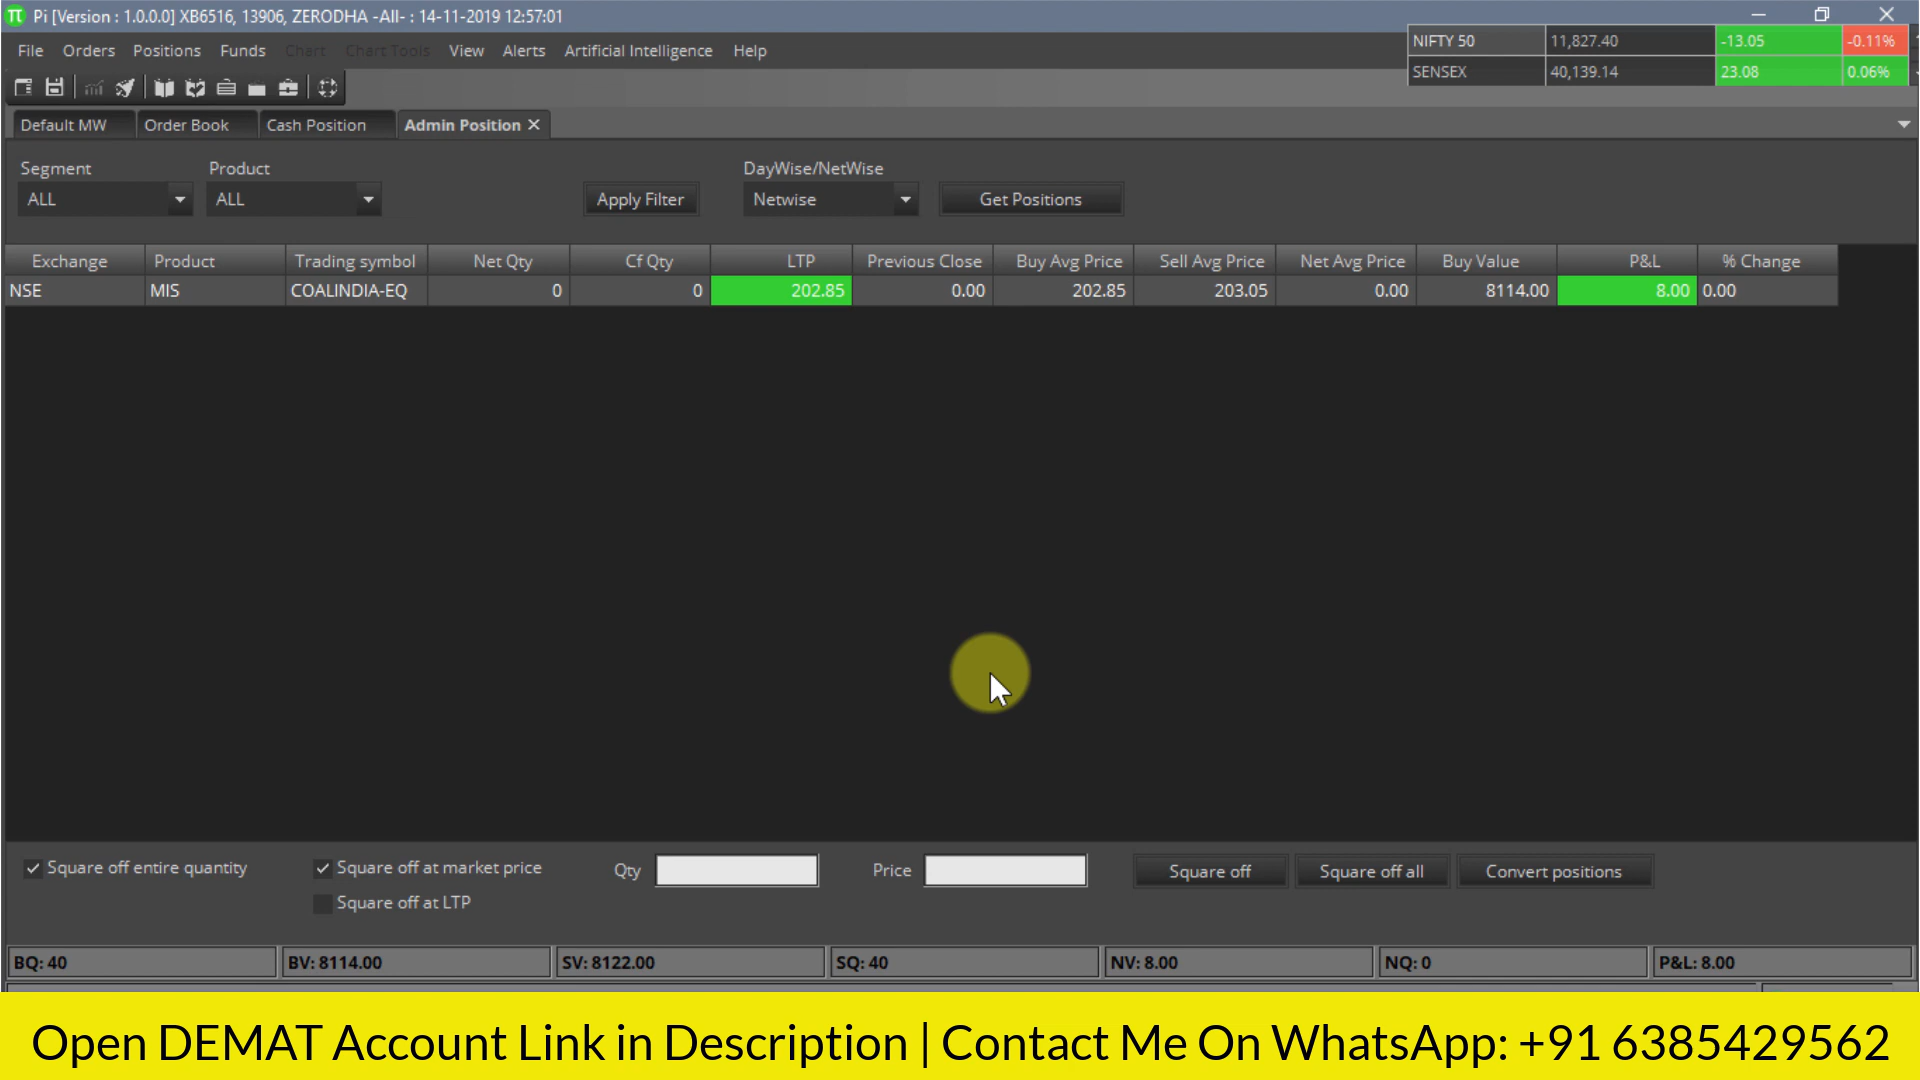 Pi [Version : 1.0.0.0] XB6516, 13906, ZERODHA -All- : 14-11-2019 12:57:01
File Orders Positions Funds Chart Chart Tools View Alerts Artificial Intelligence Help
NIFTY 50 11,827.40 -13.05 -0.11%
SENSEX 40,139.14 23.08 0.06%
Default MW Order Book Cash Position Admin Position
Segment Product DayWise/NetWise
ALL ALL Apply Filter Netwise Get Positions
Exchange Product Trading symbol Net Qty Cf Qty LTP Previous Close Buy Avg Price Sell Avg Price Net Avg Price Buy Value P&L % Change
NSE MIS COALINDIA-EQ 0 0 202.85 0.00 202.85 203.05 0.00 8114.00 8.00 0.00
Square off entire quantity Square off at market price Qty Price Square off Square off all Convert positions
Square off at LTP
BQ: 40 BV: 8114.00 SV: 8122.00 SQ: 40 NV: 8.00 NQ: 0 P&L: 8.00
Open DEMAT Account Link in Description | Contact Me On WhatsApp: +91 6385429562